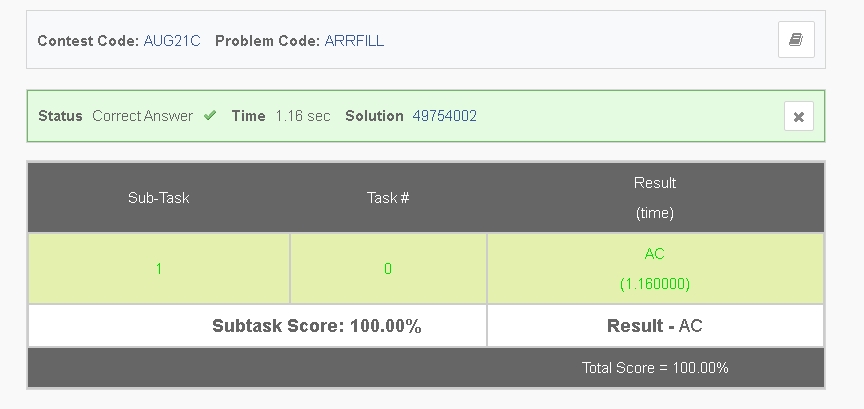 Contest Code: AUG21C Problem Code: ARRFILL
Status Correct Answer ✔ Time 1.16 sec Solution 49754002
Sub-Task Task # Result
(time)
1 0 AC
(1.160000)
Subtask Score: 100.00% Result - AC
Total Score = 100.00%